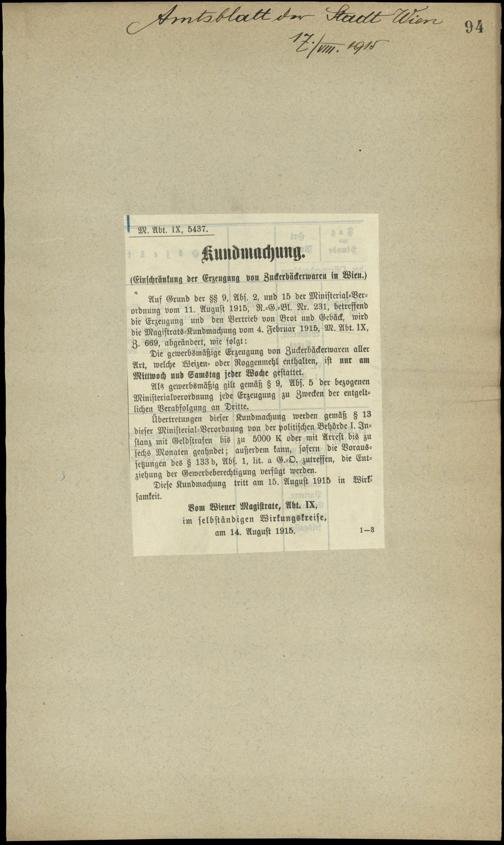 Amtsblatt der Stadt Wien
94
17./VIII. 1915
M. Abt. IX, 5437.
Kundmachung.
(Einschränkung der Erzeugung von Zuckerbäckerwaren in Wien.)
Auf Grund der §§ 9, Abs. 2, und 15 der Ministerial-Ver-
ordnung vom 11. August 1915, R.-G.-Bl. Nr. 231, betreffend
die Erzeugung und den Vertrieb von Brot und Gebäck, wird
die Magistrats-Kundmachung vom 4. Februar 1915, M. Abt. IX,
Z. 669, abgeändert, wie folgt:
Die gewerbsmäßige Erzeugung von Zuckerbäckerwaren aller
Art, welche Weizen- oder Roggenmehl enthalten, ist nur am
Mittwoch und Samstag jeder Woche gestattet.
Als gewerbsmäßig gilt gemäß § 9, Abs. 5 der bezogenen
Ministerialverordnung jede Erzeugung zu Zwecken der entgelt-
lichen Verabfolgung an Dritte.
Übertretungen dieser Kundmachung werden gemäß § 13
dieser Ministerial-Verordnung von der politischen Behörde I. In-
stanz mit Geldstrafen bis zu 5000 K oder mit Arrest bis zu
sechs Monaten geahndet; außerdem kann, sofern die Voraus-
setzungen des § 133 b, Abs. 1, lit. a G.-O. zutreffen, die Ent-
ziehung der Gewerbeberechtigung verfügt werden.
Diese Kundmachung tritt am 15. August 1915 in Wirk
samkeit.
Vom Wiener Magistrate, Abt. IX,
im selbständigen Wirkungskreise,
am 14. August 1915.
1—3